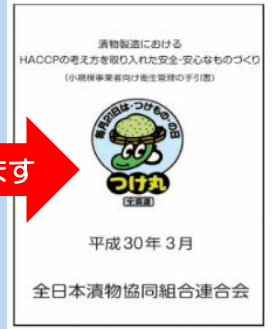 漬物製造における
HACCPの考え方を取り入れた安全・安心なものづくり
(小規模事業者向け衛生管理の手引書)
毎月21日は・つけもの・の日
つけ丸
全漬連
ます
平成30年3月
全日本漬物協同組合連合会